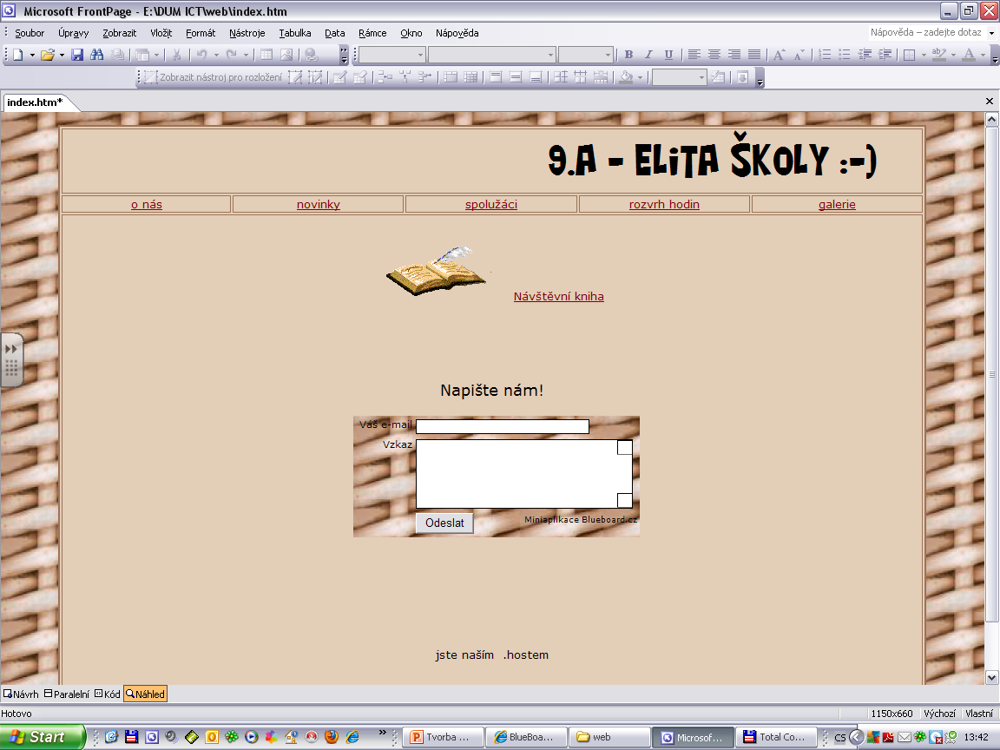 Microsoft FrontPage - E:\DUM ICT\web\index.htm
Soubor Úpravy Zobrazit Vložit Formát Nástroje Tabulka Data Rámce Okno Nápověda Nápověda – zadejte dotaz
B I U A A ab A
Zobrazit nástroj pro rozložení
index.htm*
9.A - ELITA ŠKOLY :-)
o nás novinky spolužáci rozvrh hodin galerie
Návštěvní kniha
Napište nám!
Váš e-mail
Vzkaz
Odeslat Miniaplikace Blueboard.cz
jste naším .hostem
Návrh Paralelní Kód Náhled
Hotovo 1150x660 Výchozí Vlastní
Start Tvorba ... BlueBoa... web Microsof... Total Co... CS 13:42